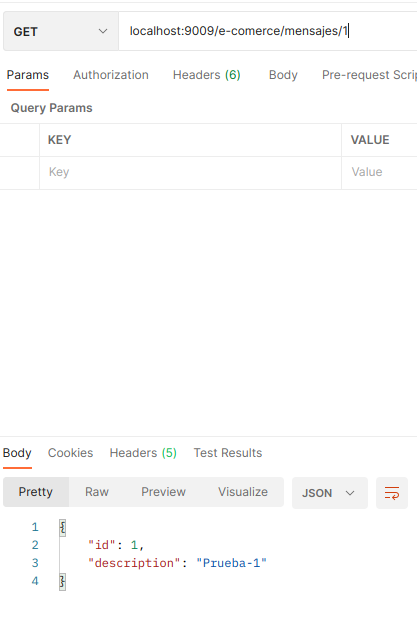 GET localhost:9009/e-comerce/mensajes/1
Params Authorization Headers (6) Body Pre-request Scri
Query Params
KEY VALUE
Key Value
Body Cookies Headers (5) Test Results
Pretty Raw Preview Visualize JSON
1 {
2 "id": 1,
3 "description": "Prueba-1"
4 }